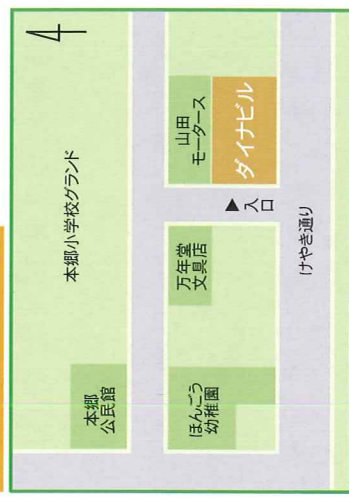 本郷小学校グランド
本郷
公民館
ほんごう
幼稚園
万年堂
文具店
山田
モータース
ダイナビル
▲入口
けやき通り